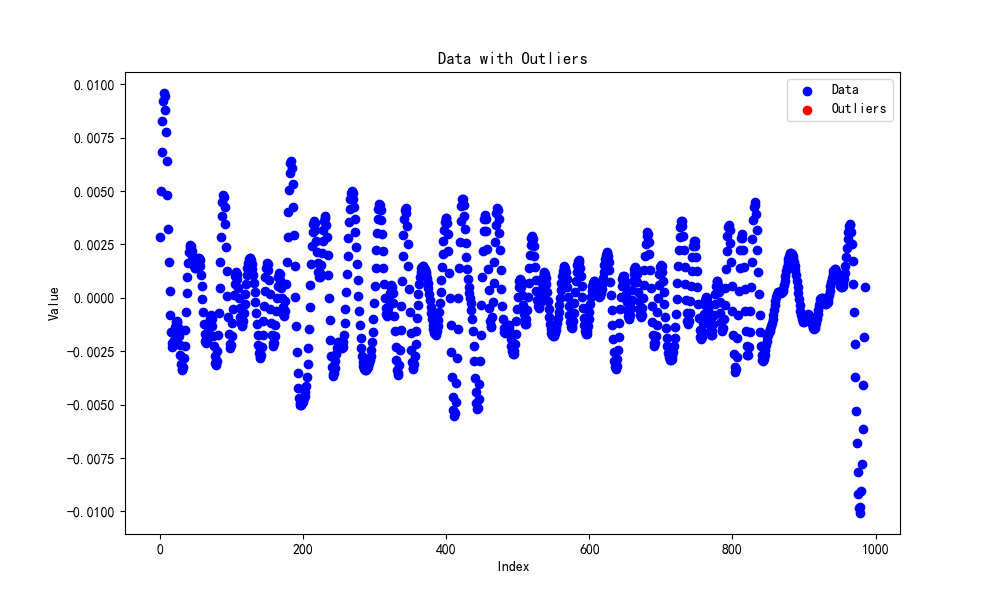 Data with Outliers
Data
Outliers
0.0100
0.0075
0.0050
0.0025
0.0000
−0.0025
−0.0050
−0.0075
−0.0100
Value
0 200 400 600 800 1000
Index